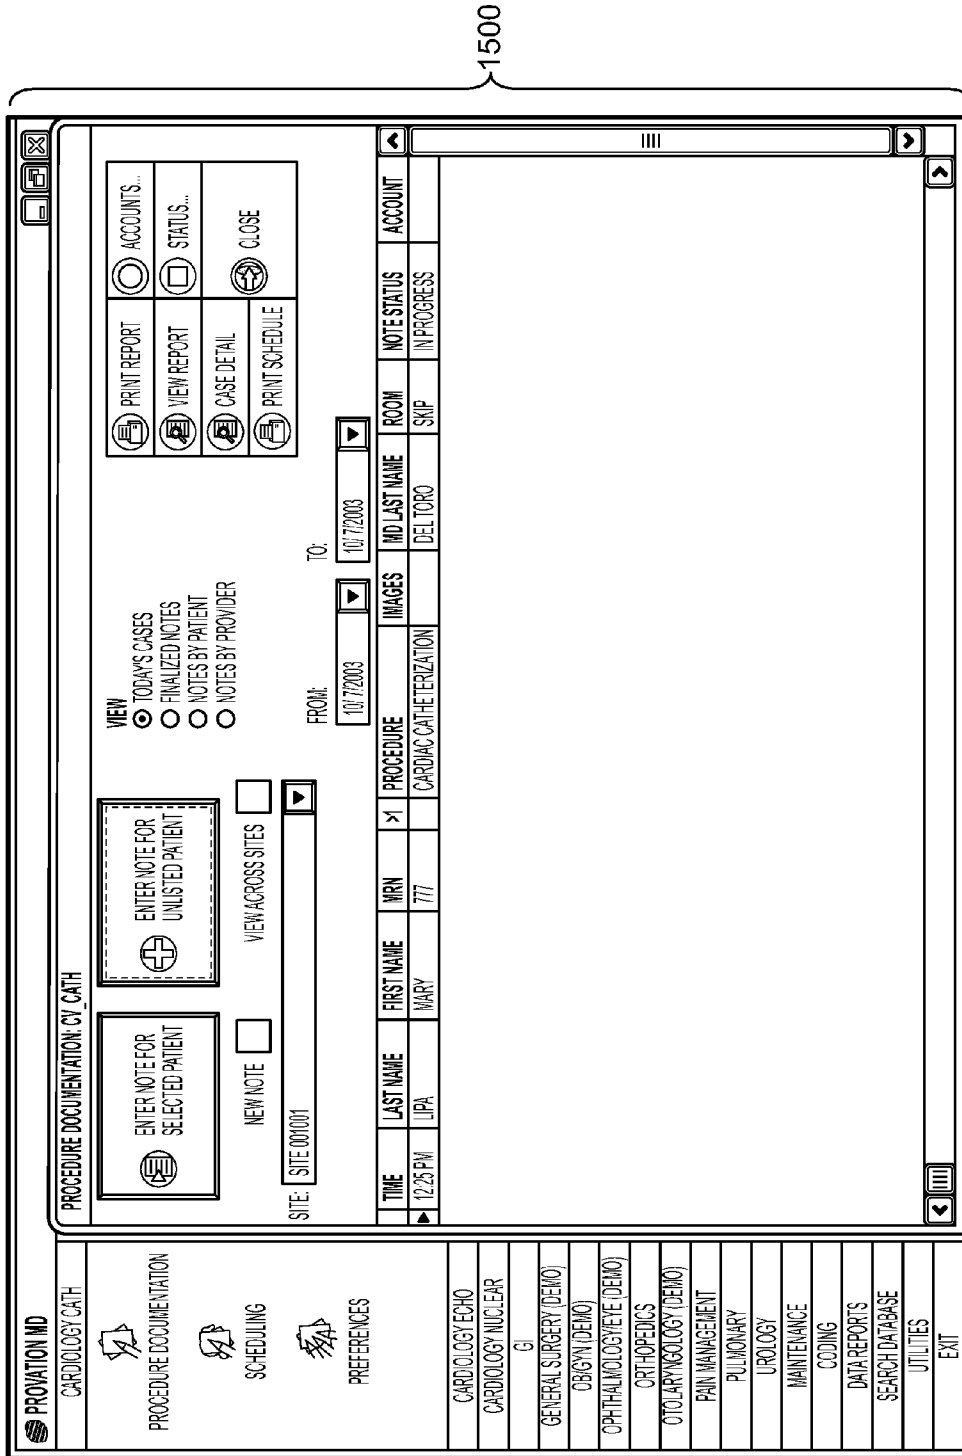 PROVATION MD
CARDIOLOGY CATH
PROCEDURE DOCUMENTATION
SCHEDULING
PREFERENCES
CARDIOLOGY ECHO
CARDIOLOGY NUCLEAR
GI
GENERAL SURGERY (DEMO)
OB/GYN (DEMO)
OPHTHALMOLOGY/EYE (DEMO)
ORTHOPEDICS
OTOLARYNGOLOGY (DEMO)
PAIN MANAGEMENT
PULMONARY
UROLOGY
MAINTENANCE
CODING
DATA REPORTS
SEARCH DATABASE
UTILITIES
EXIT
PROCEDURE DOCUMENTATION: CV_CATH
ENTER NOTE FOR
SELECTED PATIENT
ENTER NOTE FOR
UNLISTED PATIENT
NEW NOTE
VIEW ACROSS SITES
SITE: SITE 001001
VIEW
TODAY'S CASES
FINALIZED NOTES
NOTES BY PATIENT
NOTES BY PROVIDER
FROM: TO:
10/ 7/2003 10/ 7/2003
PRINT REPORT ACCOUNTS...
VIEW REPORT STATUS...
CASE DETAIL CLOSE
PRINT SCHEDULE
TIME LAST NAME FIRST NAME MRN >1 PROCEDURE IMAGES MD LAST NAME ROOM NOTE STATUS ACCOUNT
12:25 PM LIPA MARY 777 CARDIAC CATHETERIZATION DEL TORO SKIP IN PROGRESS
1500